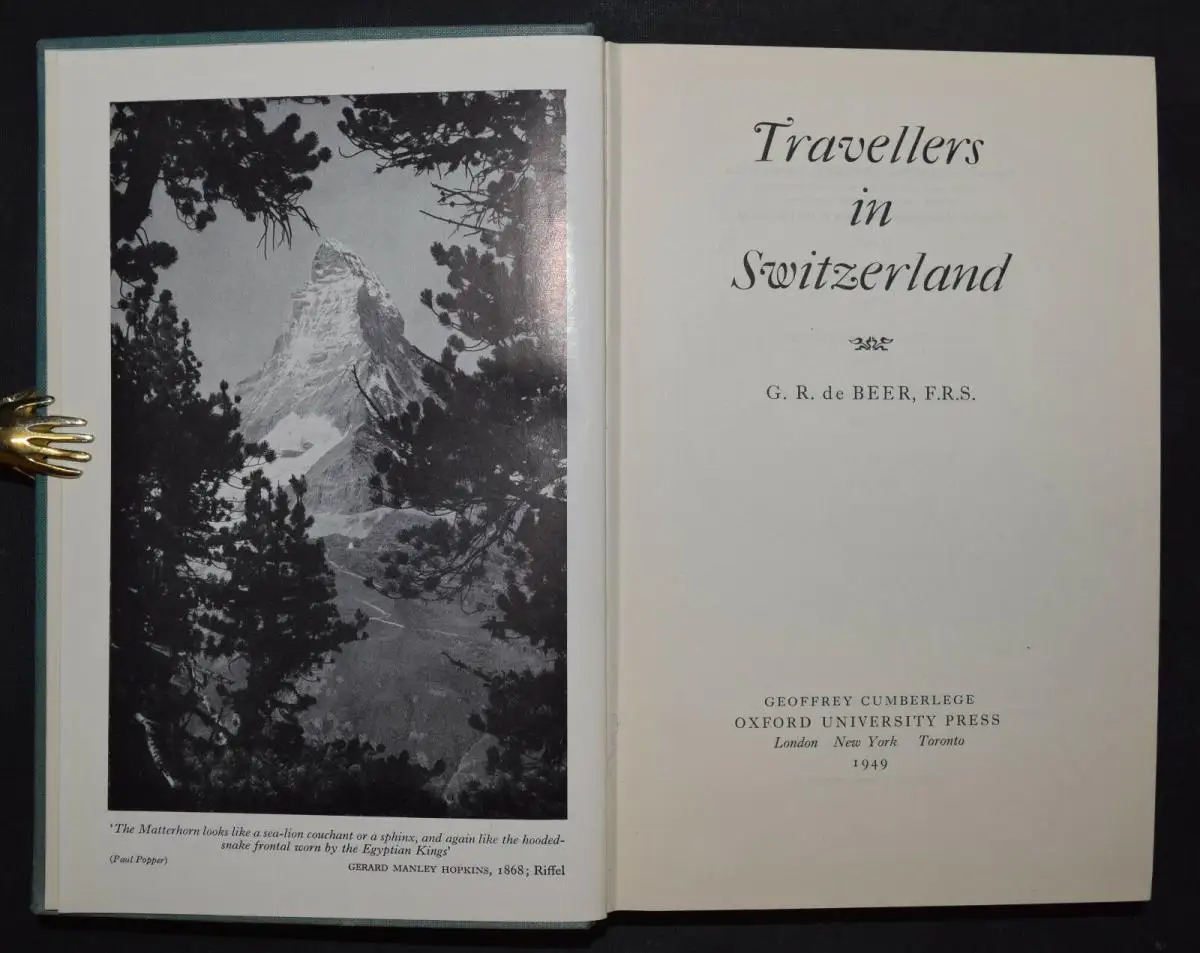 'The Matterhorn looks like a sea-lion couchant or a sphinx, and again like the hooded-
snake frontal worn by the Egyptian Kings'
(Paul Popper)
GERARD MANLEY HOPKINS, 1868; Riffel
Travellers
in
Switzerland
G. R. de BEER, F.R.S.
GEOFFREY CUMBERLEGE
OXFORD UNIVERSITY PRESS
London New York Toronto
1949